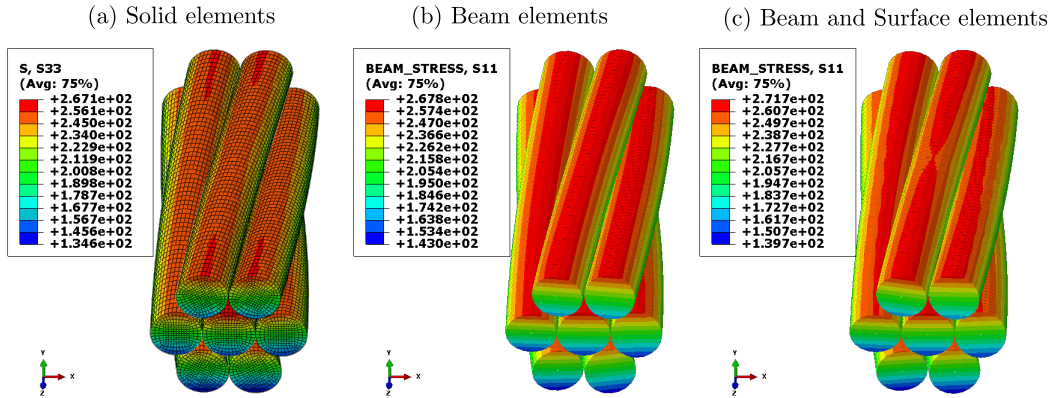 (a) Solid elements
(b) Beam elements
(c) Beam and Surface elements
S, S33
(Avg: 75%)
+2.671e+02
+2.561e+02
+2.450e+02
+2.340e+02
+2.229e+02
+2.119e+02
+2.008e+02
+1.898e+02
+1.787e+02
+1.677e+02
+1.567e+02
+1.456e+02
+1.346e+02
Y
X
Z
BEAM_STRESS, S11
(Avg: 75%)
+2.678e+02
+2.574e+02
+2.470e+02
+2.366e+02
+2.262e+02
+2.158e+02
+2.054e+02
+1.950e+02
+1.846e+02
+1.742e+02
+1.638e+02
+1.534e+02
+1.430e+02
Y
X
Z
BEAM_STRESS, S11
(Avg: 75%)
+2.717e+02
+2.607e+02
+2.497e+02
+2.387e+02
+2.277e+02
+2.167e+02
+2.057e+02
+1.947e+02
+1.837e+02
+1.727e+02
+1.617e+02
+1.507e+02
+1.397e+02
Y
X
Z